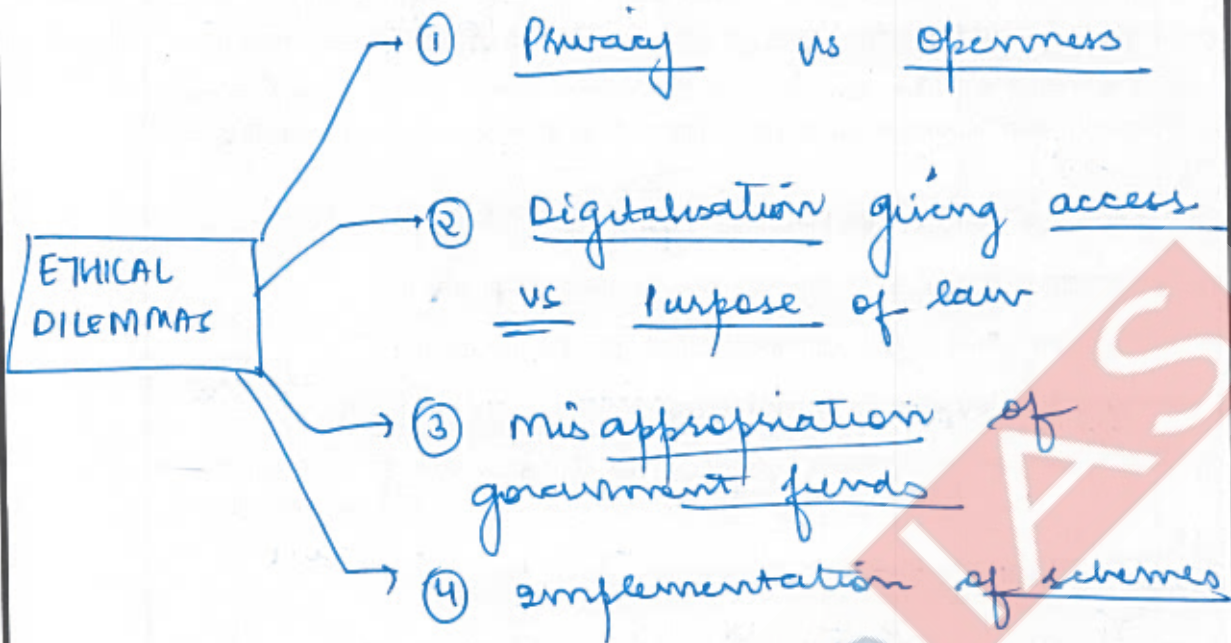 ① Privacy vs Openness
② Digitalisation giving access
vs Purpose of law
ETHICAL
DILEMMAS
③ misappropriation of
government funds
④ Implementation of schemes
IAS